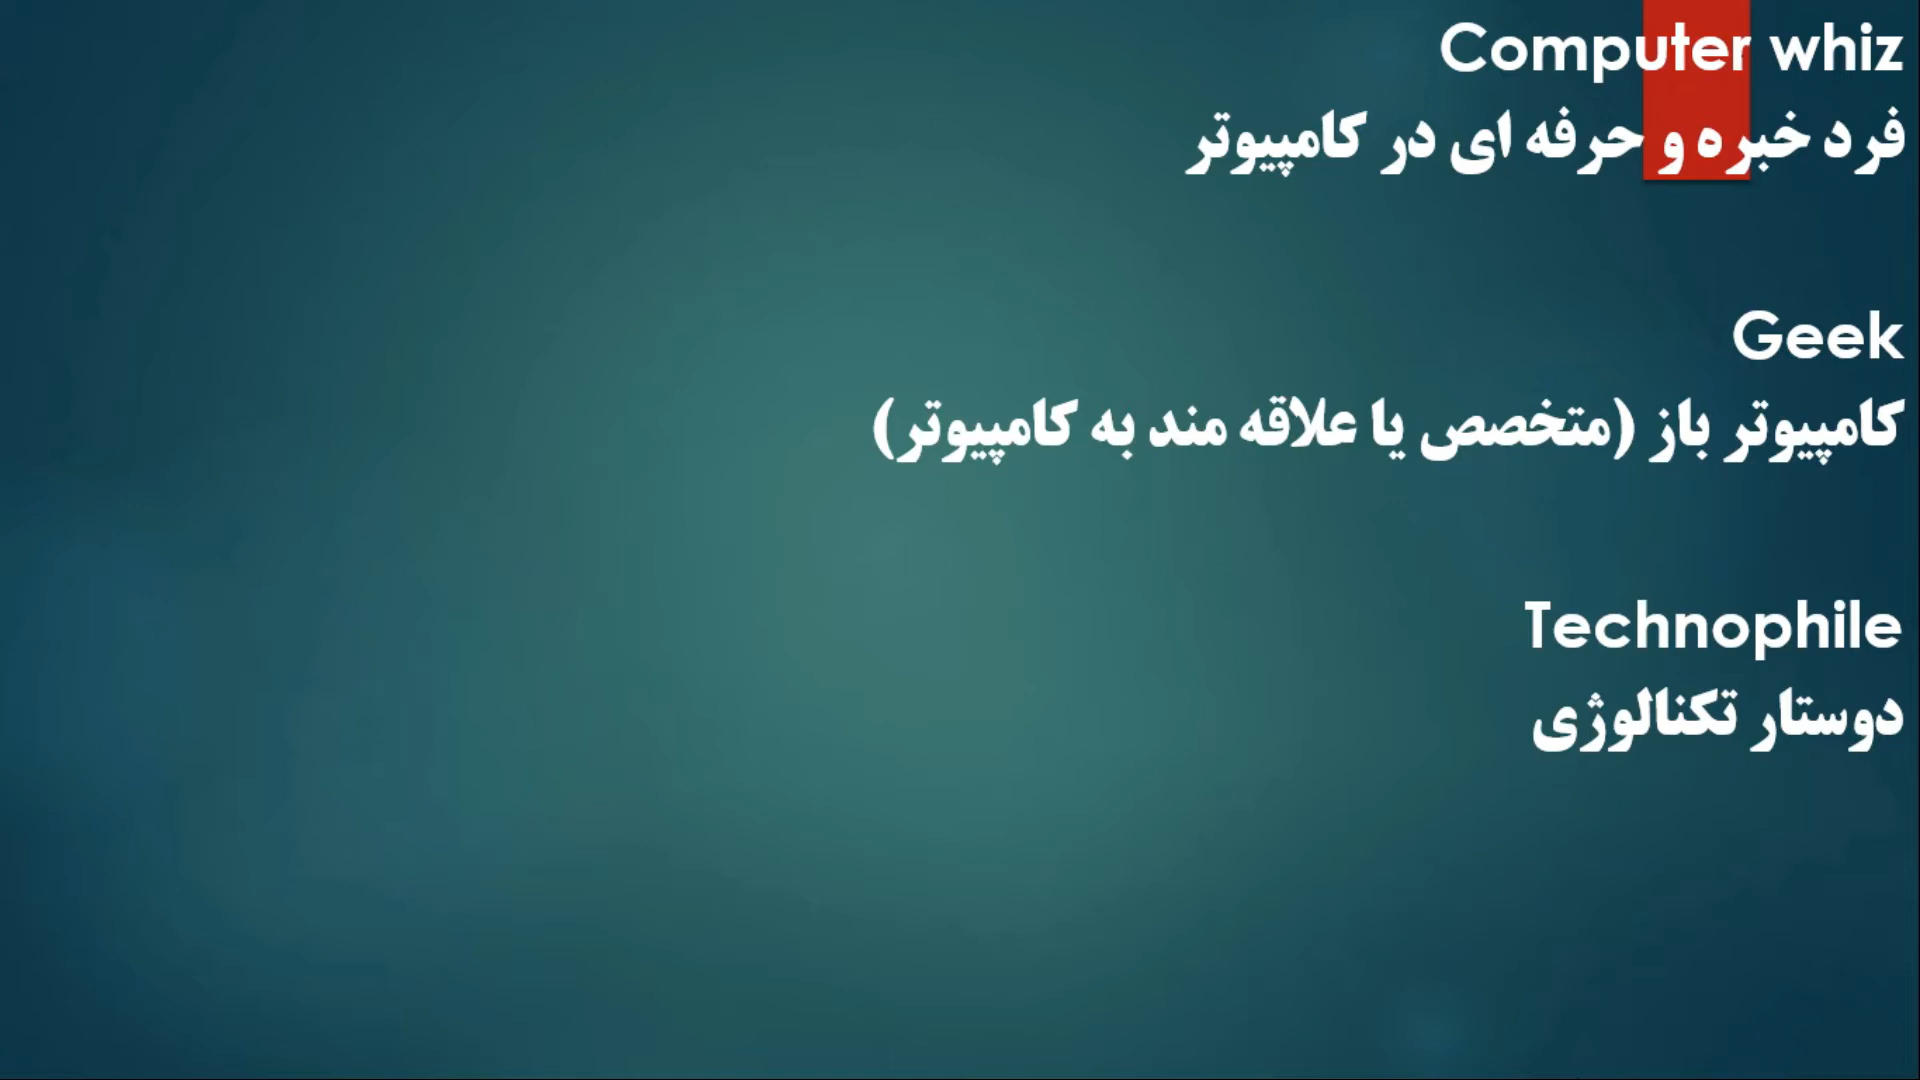 Computer whiz
فرد خبره و حرفه ای در کامپیوتر
Geek
کامپیوتر باز (متخصص یا علاقه مند به کامپیوتر)
Technophile
دوستار تکنالوژی